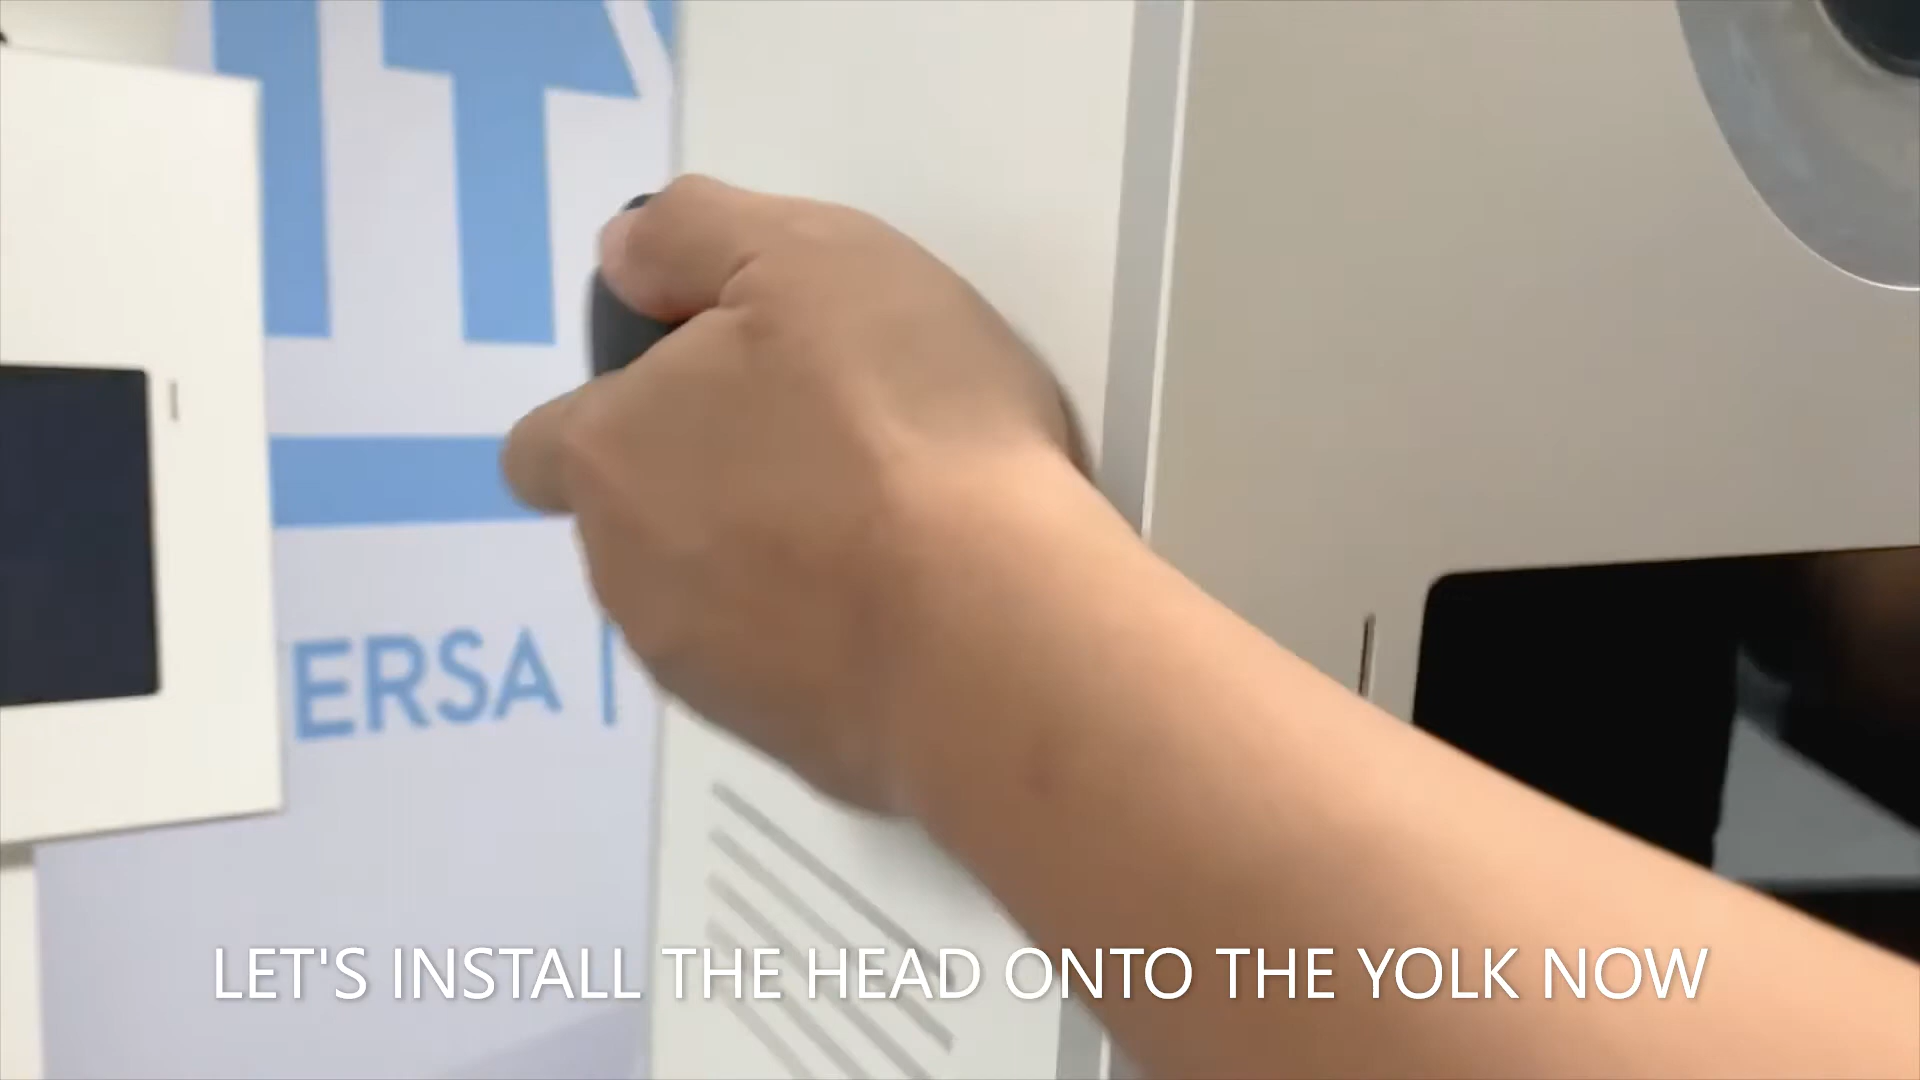 ERSA |
LET'S INSTALL THE HEAD ONTO THE YOLK NOW